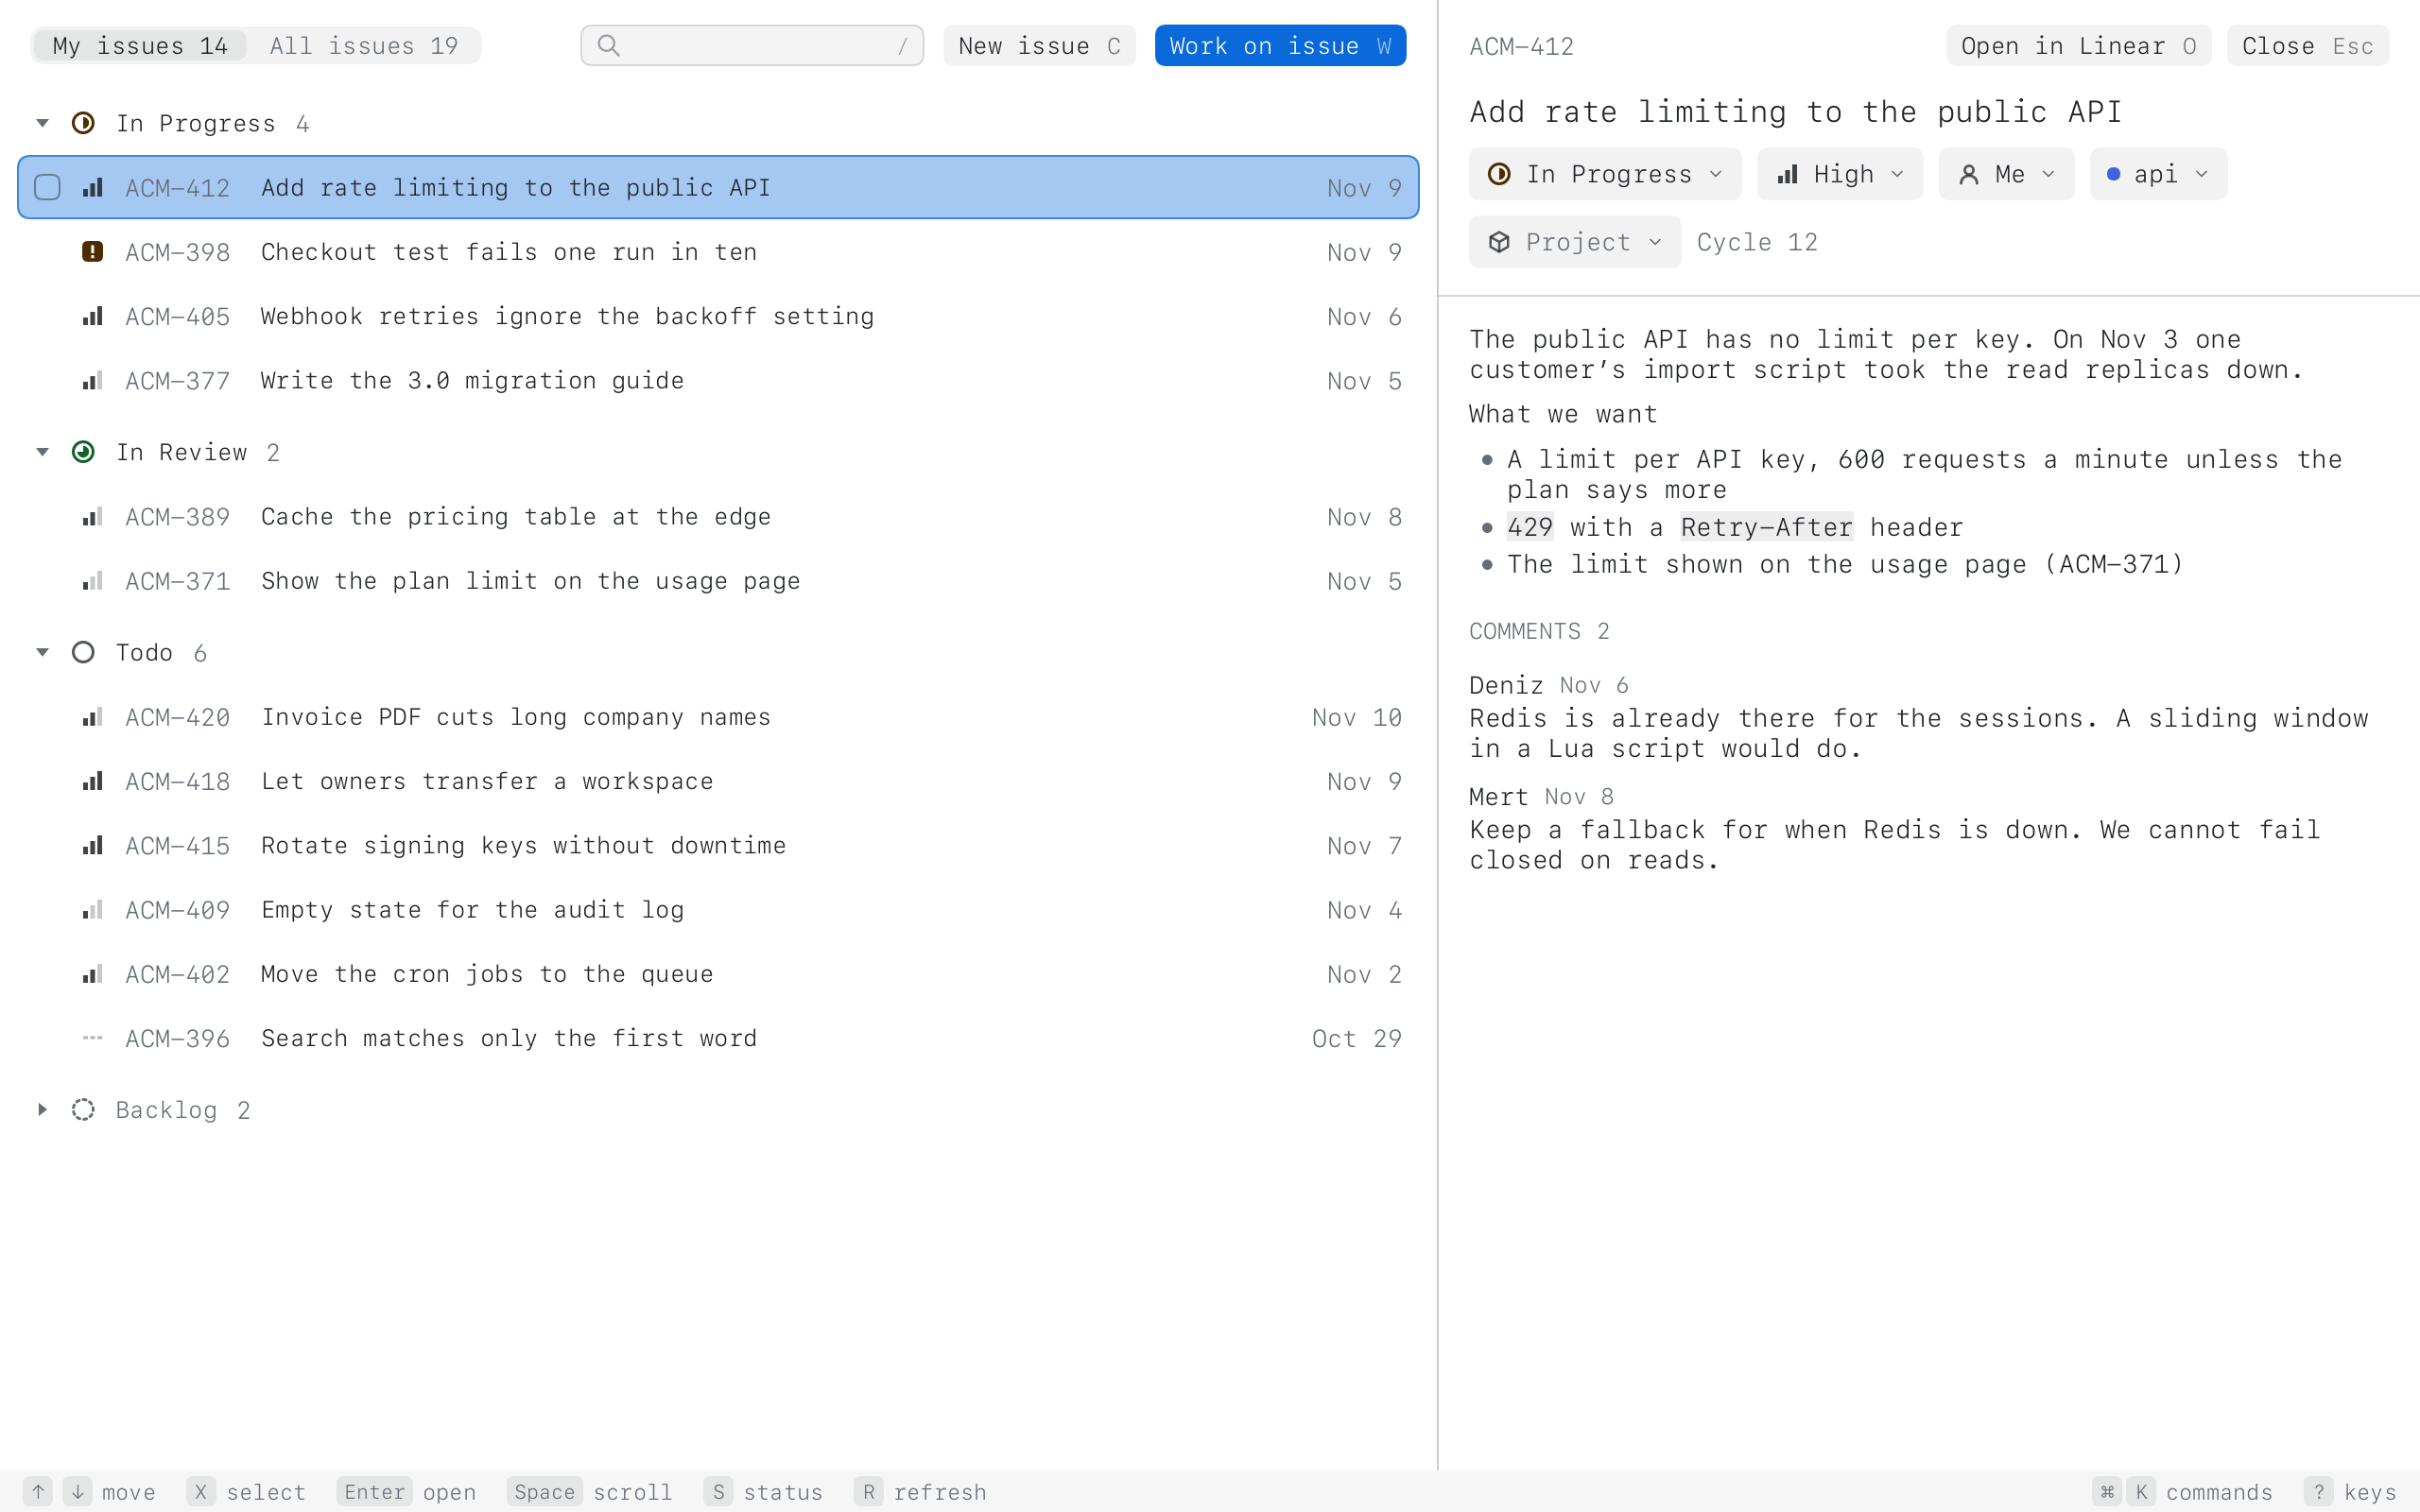 My issues 14 All issues 19 / New issue C Work on issue W
In Progress 4
ACM-412 Add rate limiting to the public API Nov 9
ACM-398 Checkout test fails one run in ten Nov 9
ACM-405 Webhook retries ignore the backoff setting Nov 6
ACM-377 Write the 3.0 migration guide Nov 5
In Review 2
ACM-389 Cache the pricing table at the edge Nov 8
ACM-371 Show the plan limit on the usage page Nov 5
Todo 6
ACM-420 Invoice PDF cuts long company names Nov 10
ACM-418 Let owners transfer a workspace Nov 9
ACM-415 Rotate signing keys without downtime Nov 7
ACM-409 Empty state for the audit log Nov 4
ACM-402 Move the cron jobs to the queue Nov 2
ACM-396 Search matches only the first word Oct 29
Backlog 2
ACM-412 Open in Linear O Close Esc
Add rate limiting to the public API
In Progress High Me api
Project Cycle 12
The public API has no limit per key. On Nov 3 one
customer’s import script took the read replicas down.
What we want
• A limit per API key, 600 requests a minute unless the
plan says more
• 429 with a Retry-After header
• The limit shown on the usage page (ACM-371)
COMMENTS 2
Deniz Nov 6
Redis is already there for the sessions. A sliding window
in a Lua script would do.
Mert Nov 8
Keep a fallback for when Redis is down. We cannot fail
closed on reads.
↑ ↓ move X select Enter open Space scroll S status R refresh ⌘ K commands ? keys